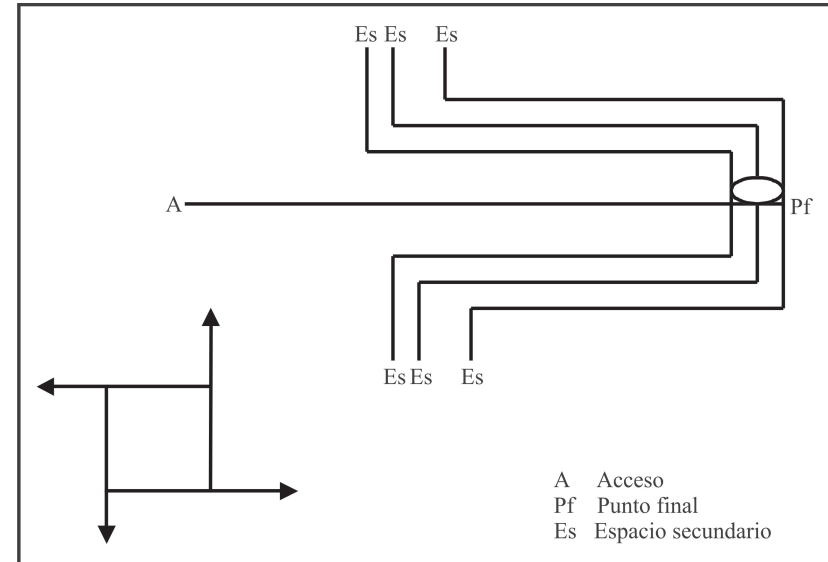 Es Es Es
A
Pf
Es Es Es
A Acceso
Pf Punto final
Es Espacio secundario